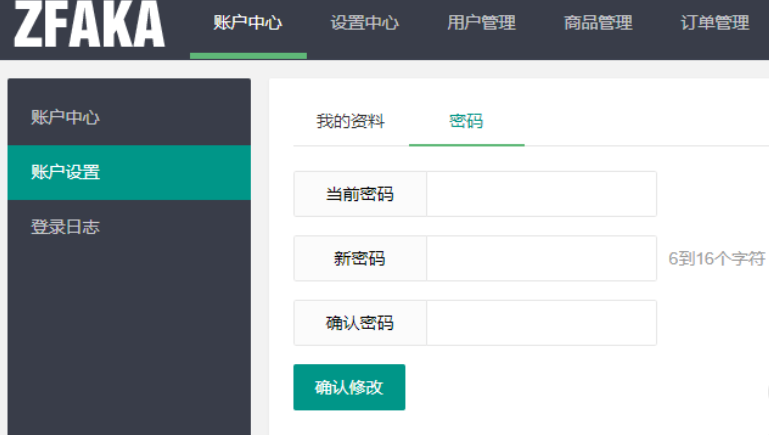 ZFAKA 账户中心 设置中心 用户管理 商品管理 订单管理
账户中心
账户设置
登录日志
我的资料 密码
当前密码
新密码 6到16个字符
确认密码
确认修改